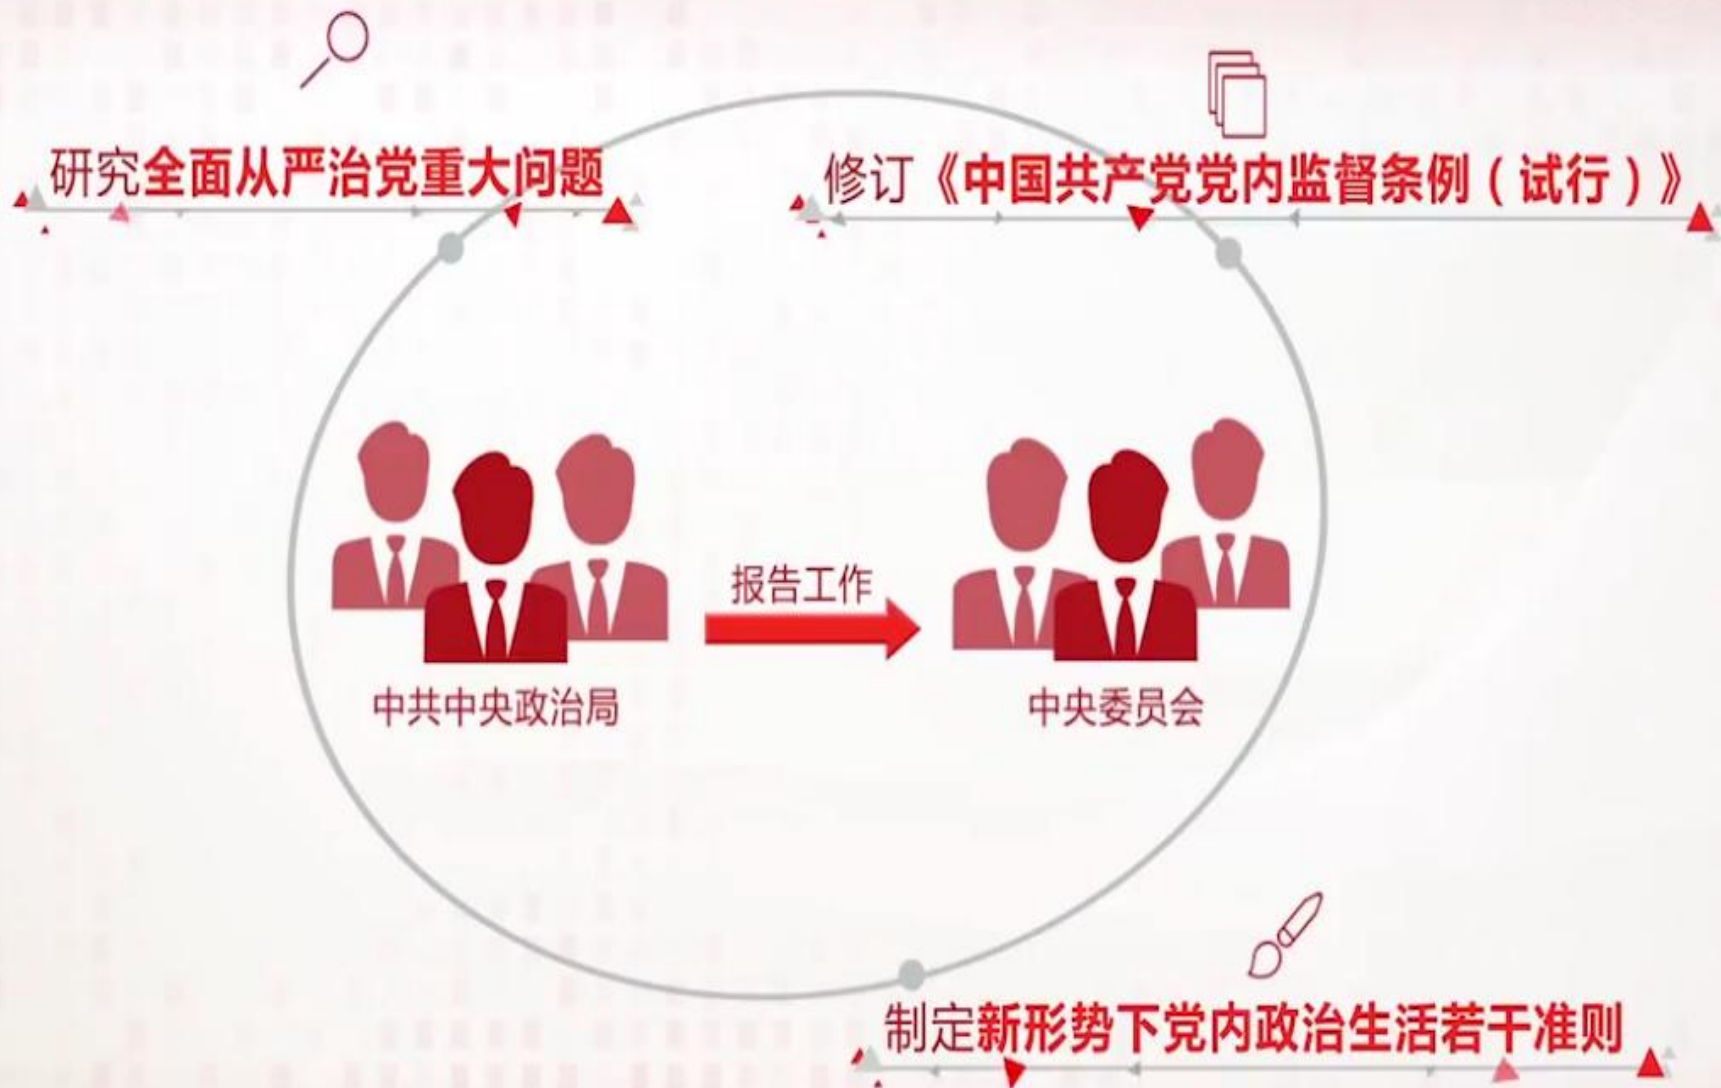 研究全面从严治党重大问题
修订《中国共产党党内监督条例（试行）》
报告工作
中共中央政治局
中央委员会
制定新形势下党内政治生活若干准则